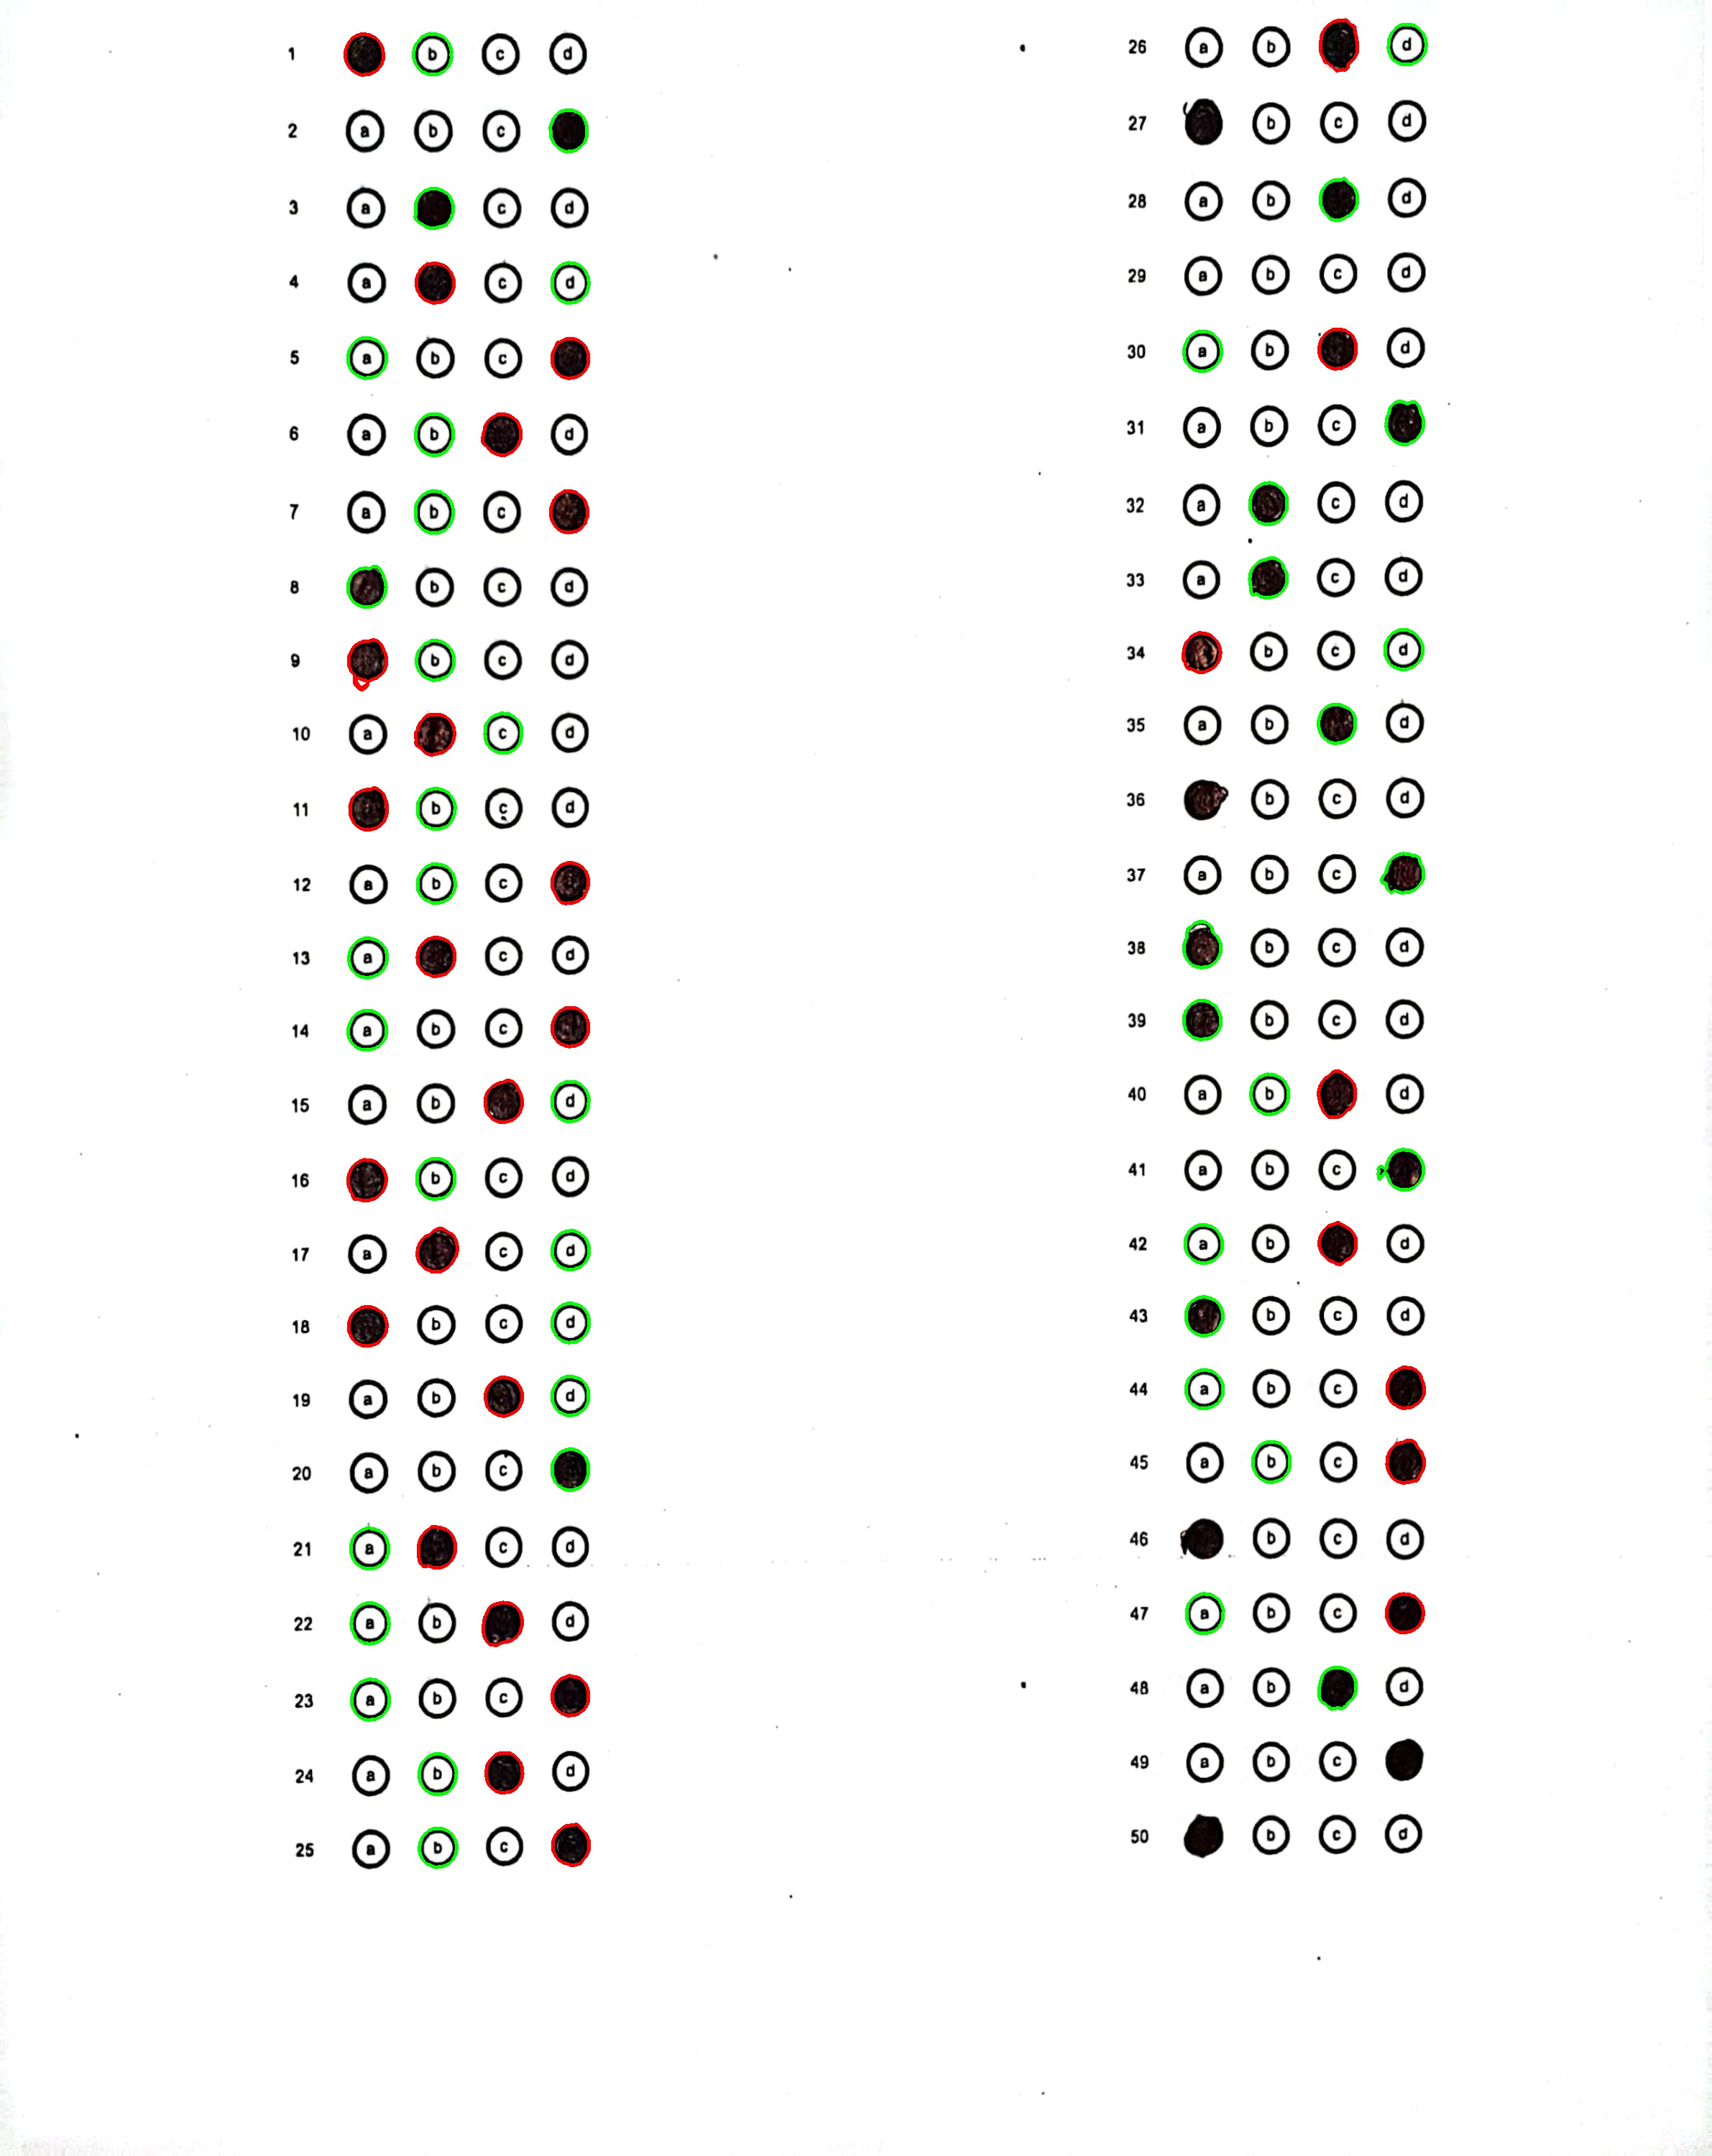 1 b c d
2 a b c
3 a c d
4 a c d
5 a b c
6 a b d
7 a b c
8 b c d
9 b c d
10 a c d
11 b c d
12 a b c
13 a c d
14 a b c
15 a b d
16 b c d
17 a c d
18 b c d
19 a b d
20 a b c
21 a c d
22 a b d
23 a b c
24 a b d
25 a b c
26 a b d
27 b c d
28 a b d
29 a b c d
30 a b d
31 a b c
32 a c d
33 a c d
34 b c d
35 a b d
36 b c d
37 a b c
38 b c d
39 b c d
40 a b d
41 a b c
42 a b d
43 b c d
44 a b c
45 a b c
46 b c d
47 a b c
48 a b d
49 a b c
50 b c d